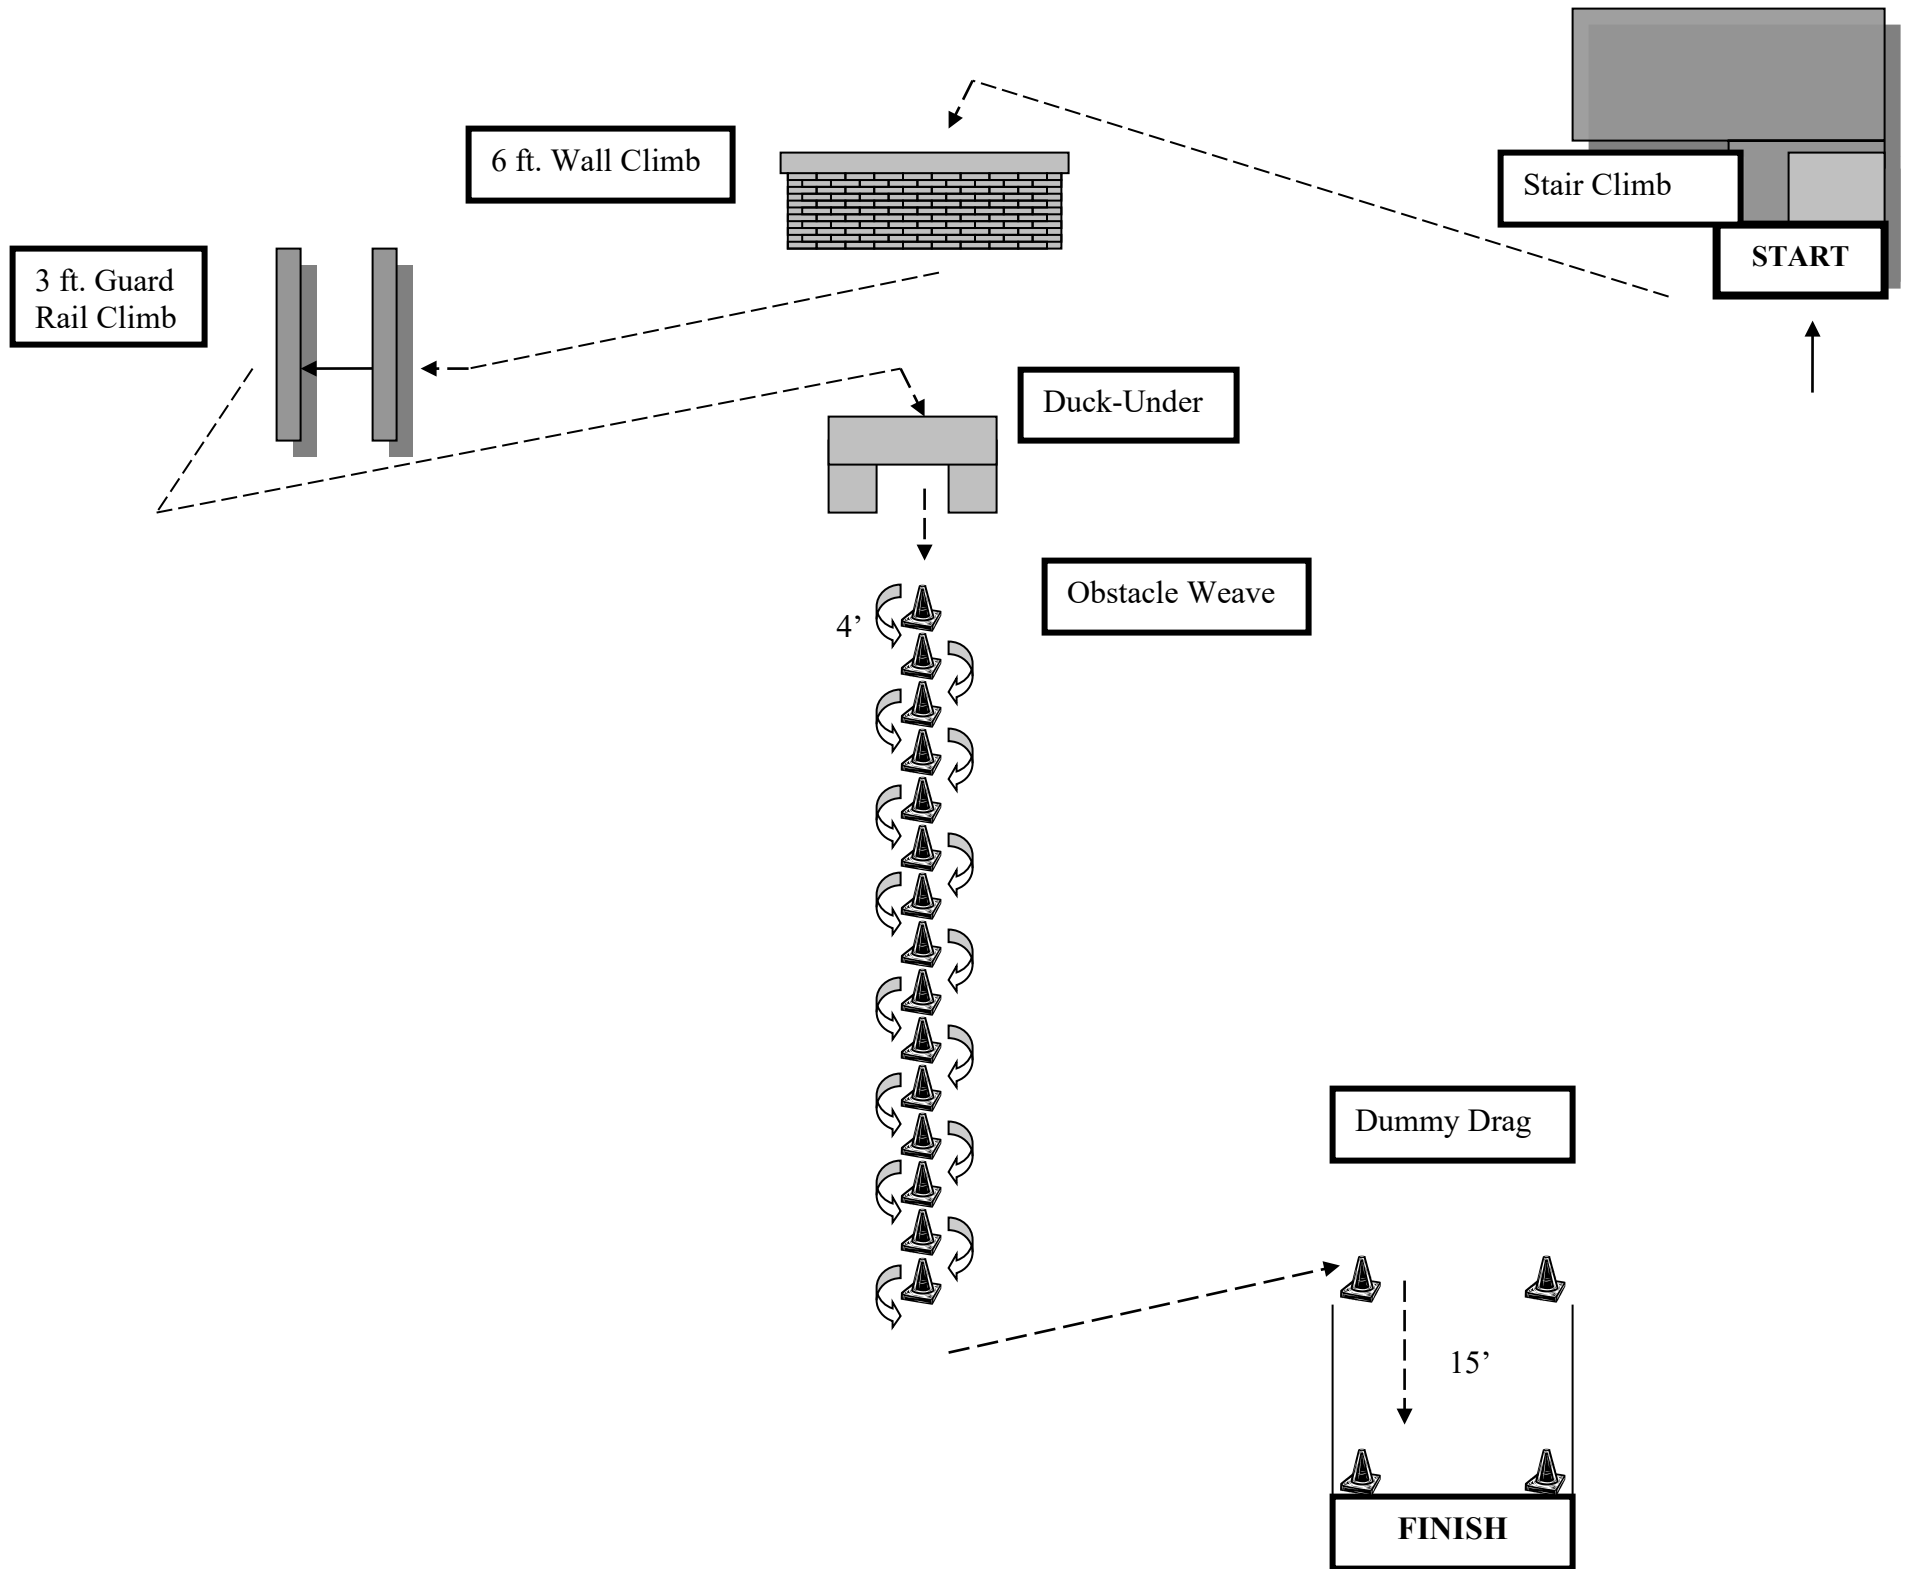 6 ft. Wall Climb
Stair Climb
START
3 ft. Guard
Rail Climb
Duck-Under
Obstacle Weave
4’
Dummy Drag
15’
FINISH